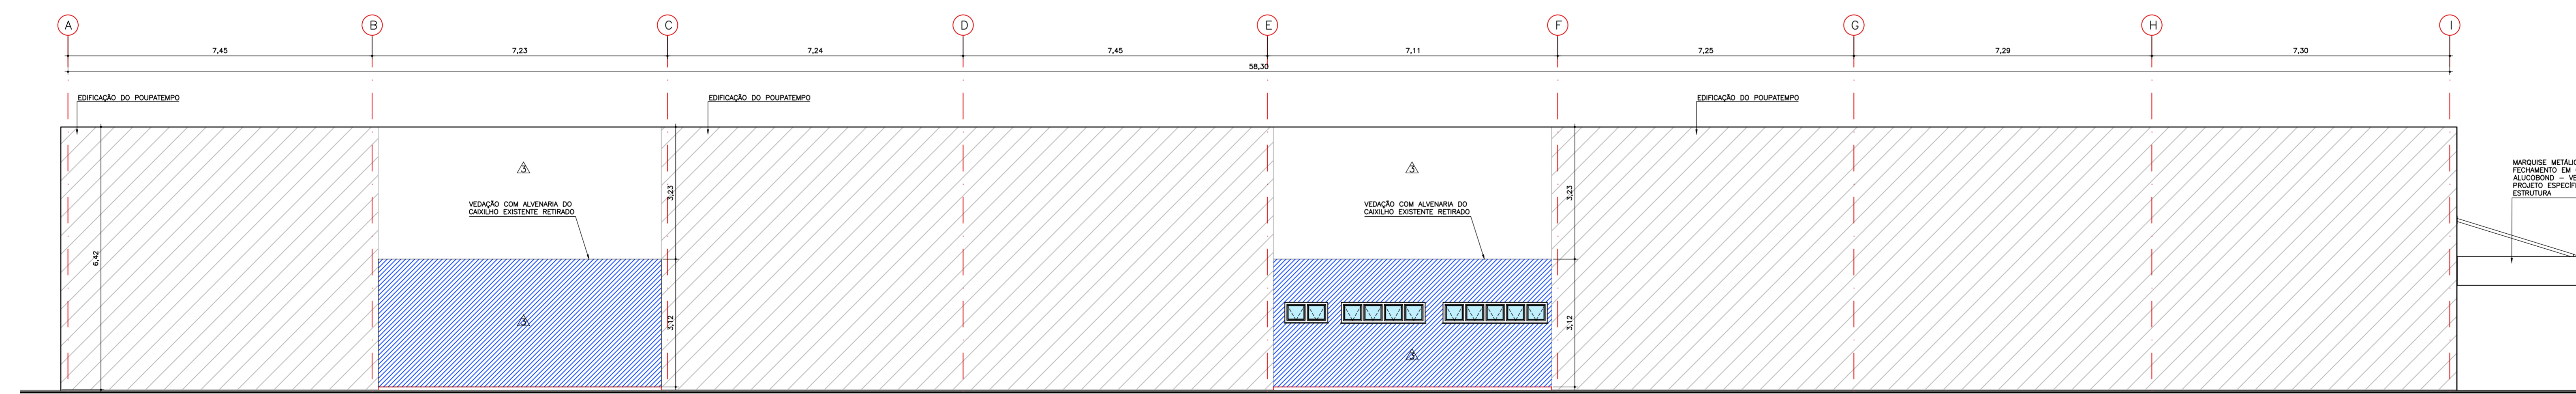 A B C D E F G H I
7,45 7,23 7,24 7,45 7,11 7,25 7,29 7,30
58,30
EDIFICAÇÃO DO POUPATEMPO
EDIFICAÇÃO DO POUPATEMPO
EDIFICAÇÃO DO POUPATEMPO
6,42
3
VEDAÇÃO COM ALVENARIA DO
CAIXILHO EXISTENTE RETIRADO
3
3,23
3,12
3
VEDAÇÃO COM ALVENARIA DO
CAIXILHO EXISTENTE RETIRADO
3
3,23
3,12
MARQUISE
FECHAMENTO EM
ALUCOBOND –
PROJETO
ESTRUTURA